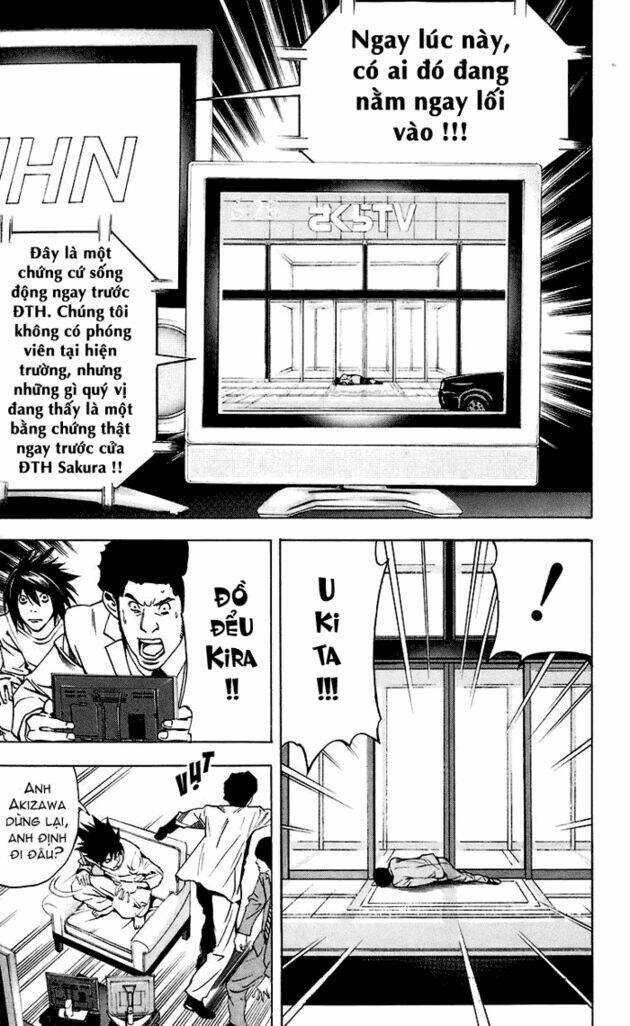 Ngay lúc này,
có ai đó đang
nằm ngay lối
vào !!!
NHN
さくらTV
Đây là một
chứng cứ sống
động ngay trước
ĐTH. Chúng tôi
không có phóng
viên tại hiện
trường, nhưng
những gì quý vị
đang thấy là một
bằng chứng thật
ngay trước cửa
ĐTH Sakura !!
!
U
KI
TA
!!!
ĐỒ
ĐỂU
KIRA
!!
VỤT
ANH
AKIZAWA
DÙNG LẠI,
ANH ĐỊNH
ĐI ĐÂU?